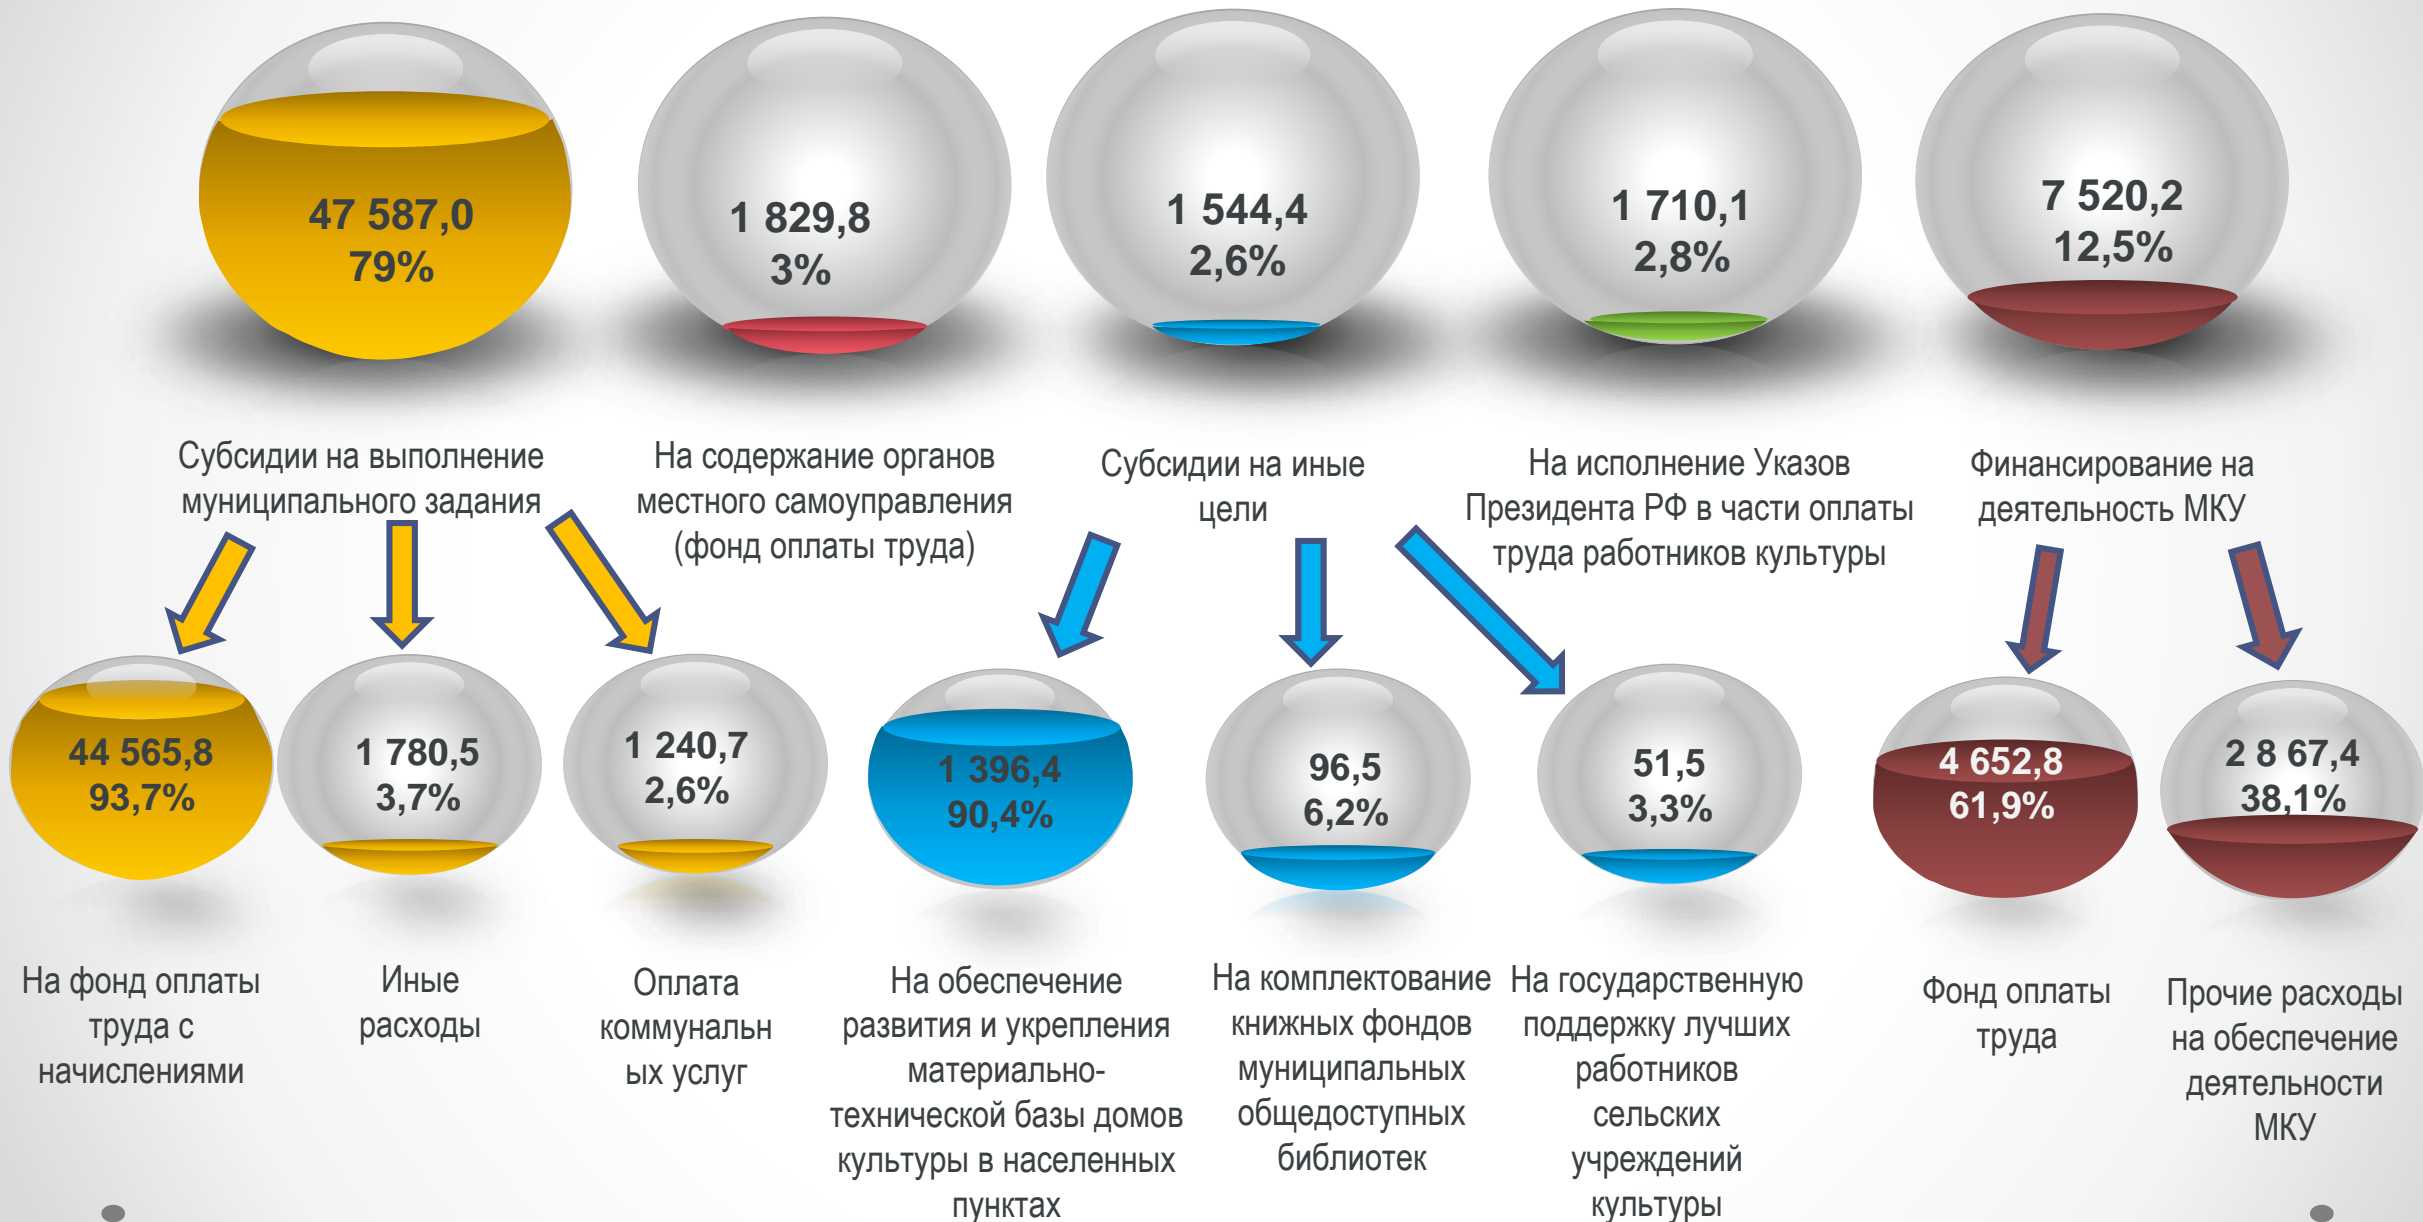 47 587,0
79%
1 829,8
3%
1 544,4
2,6%
1 710,1
2,8%
7 520,2
12,5%
Субсидии на выполнение
муниципального задания
На содержание органов
местного самоуправления
(фонд оплаты труда)
Субсидии на иные
цели
На исполнение Указов
Президента РФ в части оплаты
труда работников культуры
Финансирование на
деятельность МКУ
44 565,8
93,7%
1 780,5
3,7%
1 240,7
2,6%
1 396,4
90,4%
96,5
6,2%
51,5
3,3%
4 652,8
61,9%
2 8 67,4
38,1%
На фонд оплаты
труда с
начислениями
Иные
расходы
Оплата
коммунальн
ых услуг
На обеспечение
развития и укрепления
материально-
технической базы домов
культуры в населенных
пунктах
На комплектование
книжных фондов
муниципальных
общедоступных
библиотек
На государственную
поддержку лучших
работников
сельских
учреждений
культуры
Фонд оплаты
труда
Прочие расходы
на обеспечение
деятельности
МКУ